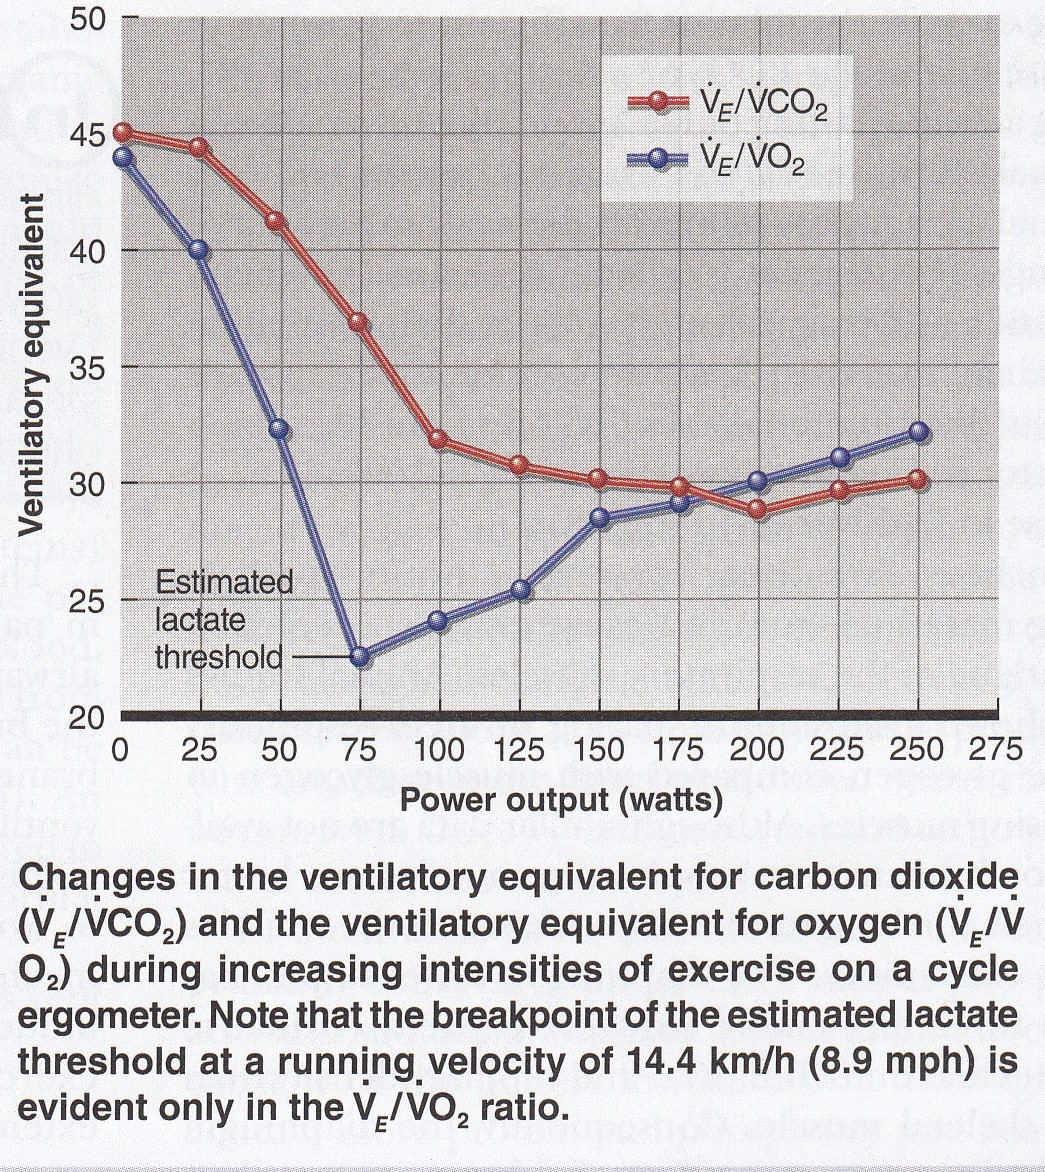 50
45
40
35
30
25
20
Ventilatory equivalent
V̇E/V̇CO₂
V̇E/V̇O₂
Estimated
lactate
threshold
0 25 50 75 100 125 150 175 200 225 250 275
Power output (watts)
Changes in the ventilatory equivalent for carbon dioxide
(V̇E/V̇CO₂) and the ventilatory equivalent for oxygen (V̇E/V̇
O₂) during increasing intensities of exercise on a cycle
ergometer. Note that the breakpoint of the estimated lactate
threshold at a running velocity of 14.4 km/h (8.9 mph) is
evident only in the V̇E/V̇O₂ ratio.